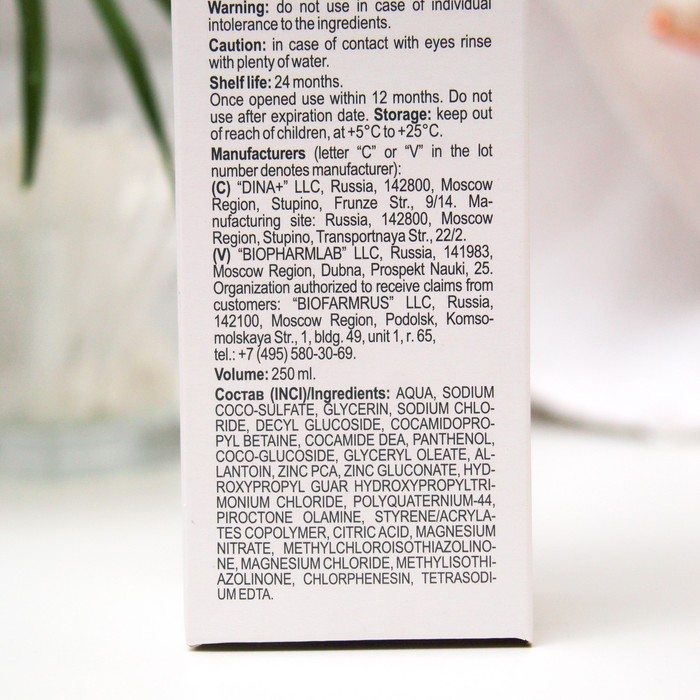 Warning: do not use in case of individual
intolerance to the ingredients.
Caution: in case of contact with eyes rinse
with plenty of water.
Shelf life: 24 months.
Once opened use within 12 months. Do not
use after expiration date. Storage: keep out
of reach of children, at +5°C to +25°C.
Manufacturers (letter “C” or “V” in the lot
number denotes manufacturer):
(C) “DINA+” LLC, Russia, 142800, Moscow
Region, Stupino, Frunze Str., 9/14. Ma-
nufacturing site: Russia, 142800, Moscow
Region, Stupino, Transportnaya Str., 22/2.
(V) “BIOPHARMLAB” LLC, Russia, 141983,
Moscow Region, Dubna, Prospekt Nauki, 25.
Organization authorized to receive claims from
customers: “BIOFARMRUS” LLC, Russia,
142100, Moscow Region, Podolsk, Komso-
molskaya Str., 1, bldg. 49, unit 1, r. 65,
tel.: +7 (495) 580-30-69.
Volume: 250 ml.
Состав (INCI)/Ingredients: AQUA, SODIUM
COCO-SULFATE, GLYCERIN, SODIUM CHLO-
RIDE, DECYL GLUCOSIDE, COCAMIDOPRO-
PYL BETAINE, COCAMIDE DEA, PANTHENOL,
COCO-GLUCOSIDE, GLYCERYL OLEATE, AL-
LANTOIN, ZINC PCA, ZINC GLUCONATE, HYD-
ROXYPROPYL GUAR HYDROXYPROPYLTRI-
MONIUM CHLORIDE, POLYQUATERNIUM-44,
PIROCTONE OLAMINE, STYRENE/ACRYLA-
TES COPOLYMER, CITRIC ACID, MAGNESIUM
NITRATE, METHYLCHLOROISOTHIAZOLINO-
NE, MAGNESIUM CHLORIDE, METHYLISOTHI-
AZOLINONE, CHLORPHENESIN, TETRASODI-
UM EDTA.